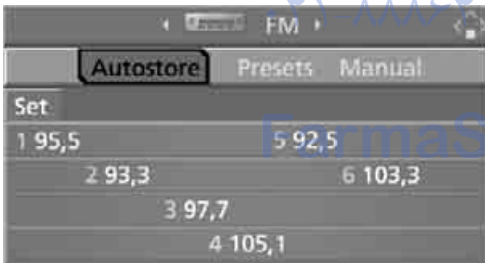 FM
Autostore Presets Manual
Set
1 95,5 5 92,5
2 93,3 6 103,3
3 97,7
4 105,1
FarmaS